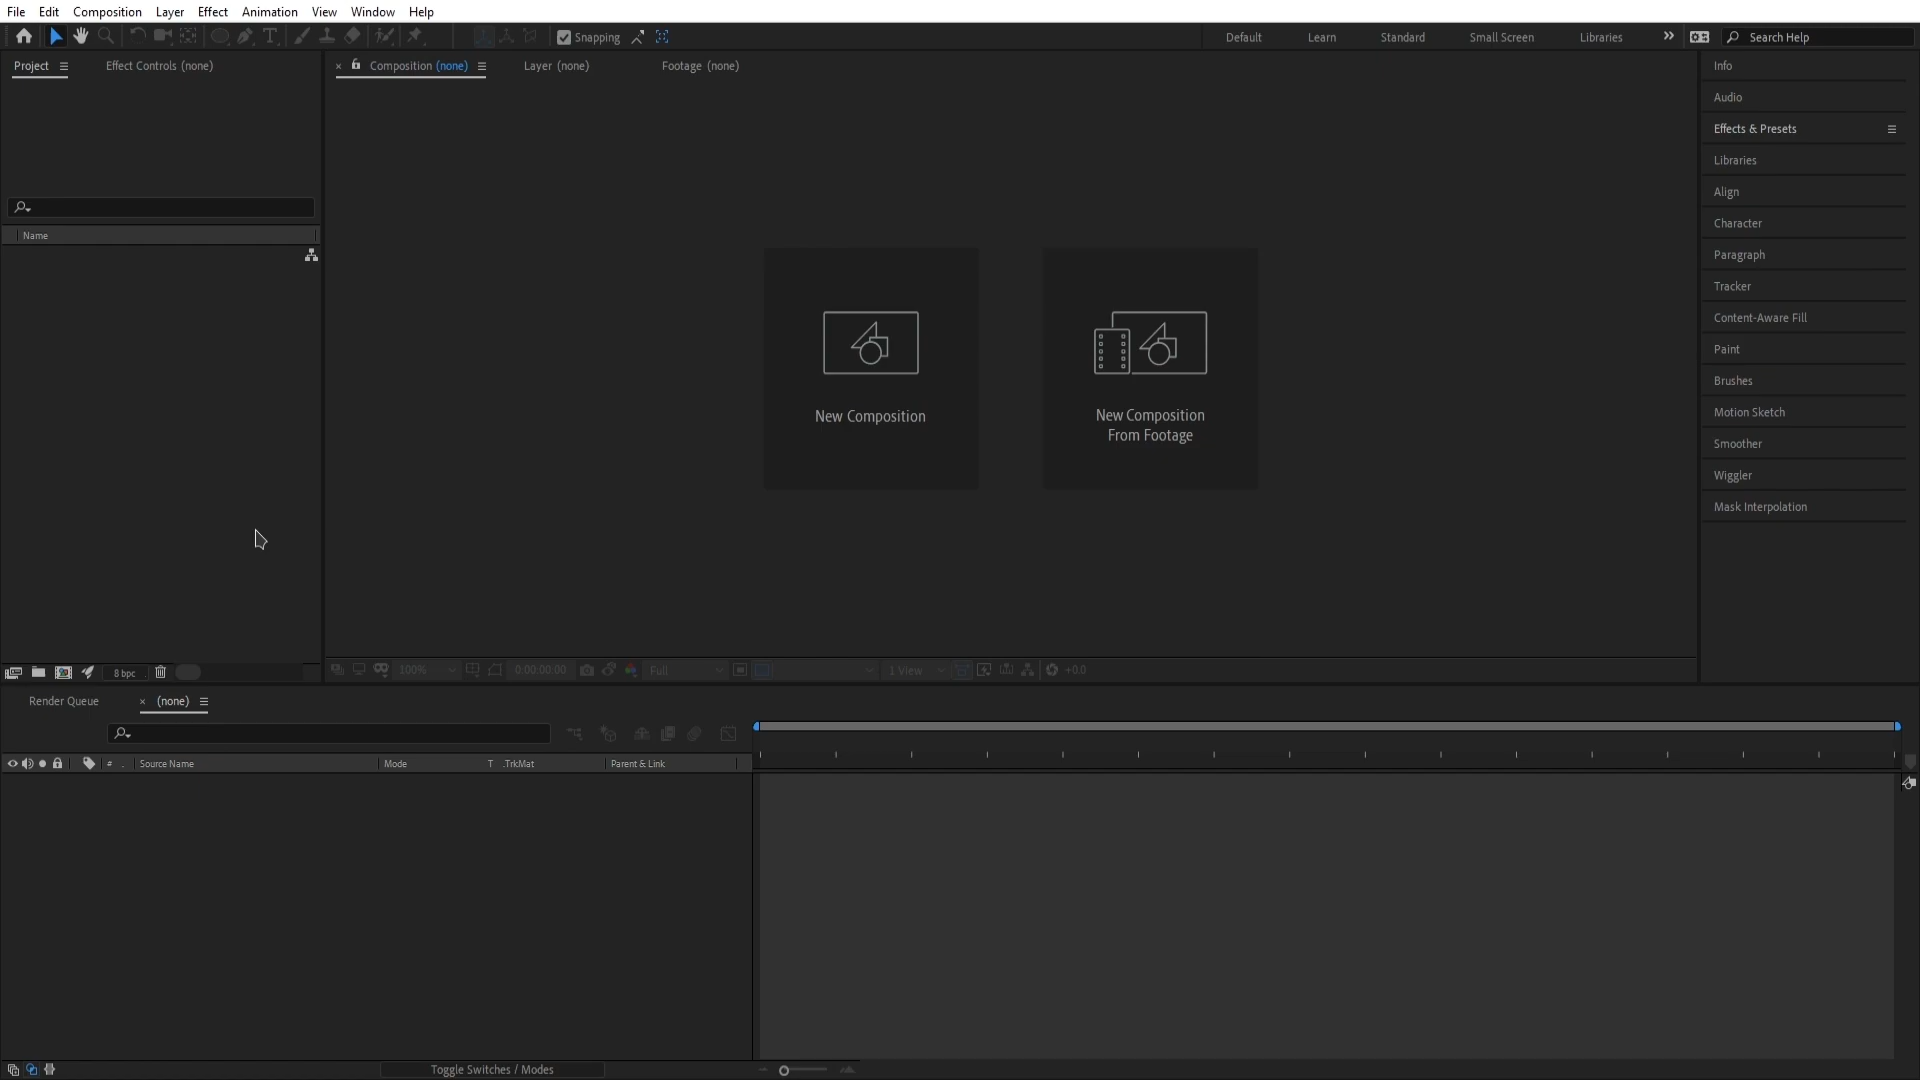 File Edit Composition Layer Effect Animation View Window Help
Snapping Default Learn Standard Small Screen Libraries Search Help
Project Effect Controls (none) Composition (none) Layer (none) Footage (none)
Info
Audio
Effects & Presets
Libraries
Align
Character
Paragraph
Tracker
Content-Aware Fill
Paint
Brushes
Motion Sketch
Smoother
Wiggler
Mask Interpolation
Name
New Composition
New Composition
From Footage
8 bpc 100% 0:00:00:00 Full 1 View +0.0
Render Queue (none)
# . Source Name Mode T .TrkMat Parent & Link
Toggle Switches / Modes